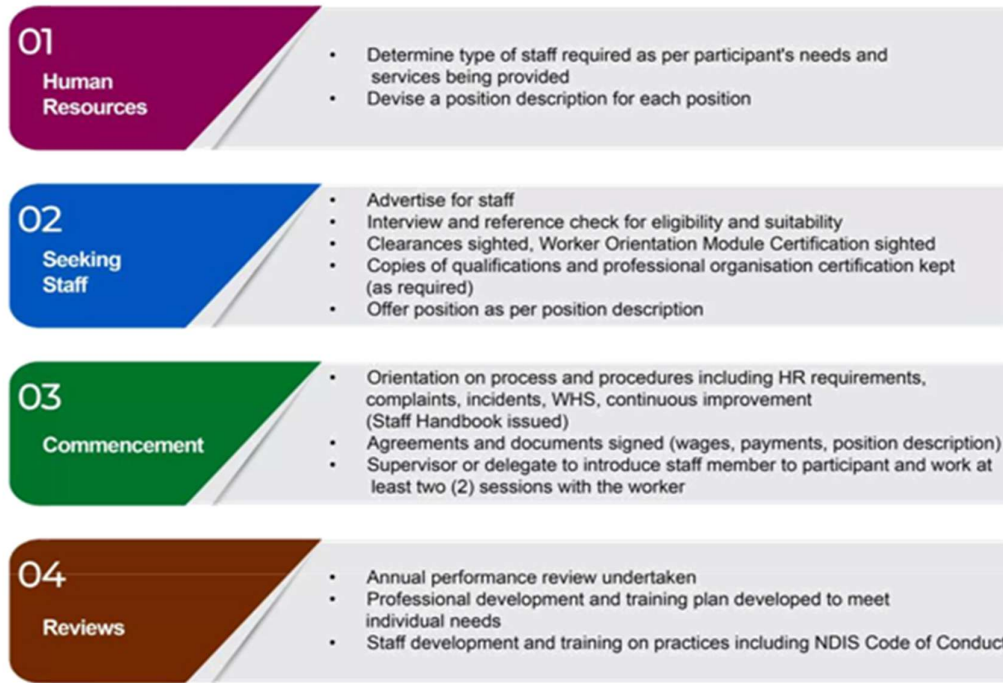 01
Human
Resources
• Determine type of staff required as per participant's needs and
services being provided
• Devise a position description for each position
02
Seeking
Staff
• Advertise for staff
• Interview and reference check for eligibility and suitability
• Clearances sighted, Worker Orientation Module Certification sighted
• Copies of qualifications and professional organisation certification kept
(as required)
• Offer position as per position description
03
Commencement
• Orientation on process and procedures including HR requirements,
complaints, incidents, WHS, continuous improvement
(Staff Handbook issued)
• Agreements and documents signed (wages, payments, position description)
• Supervisor or delegate to introduce staff member to participant and work at
least two (2) sessions with the worker
04
Reviews
• Annual performance review undertaken
• Professional development and training plan developed to meet
individual needs
• Staff development and training on practices including NDIS Code of Conduct